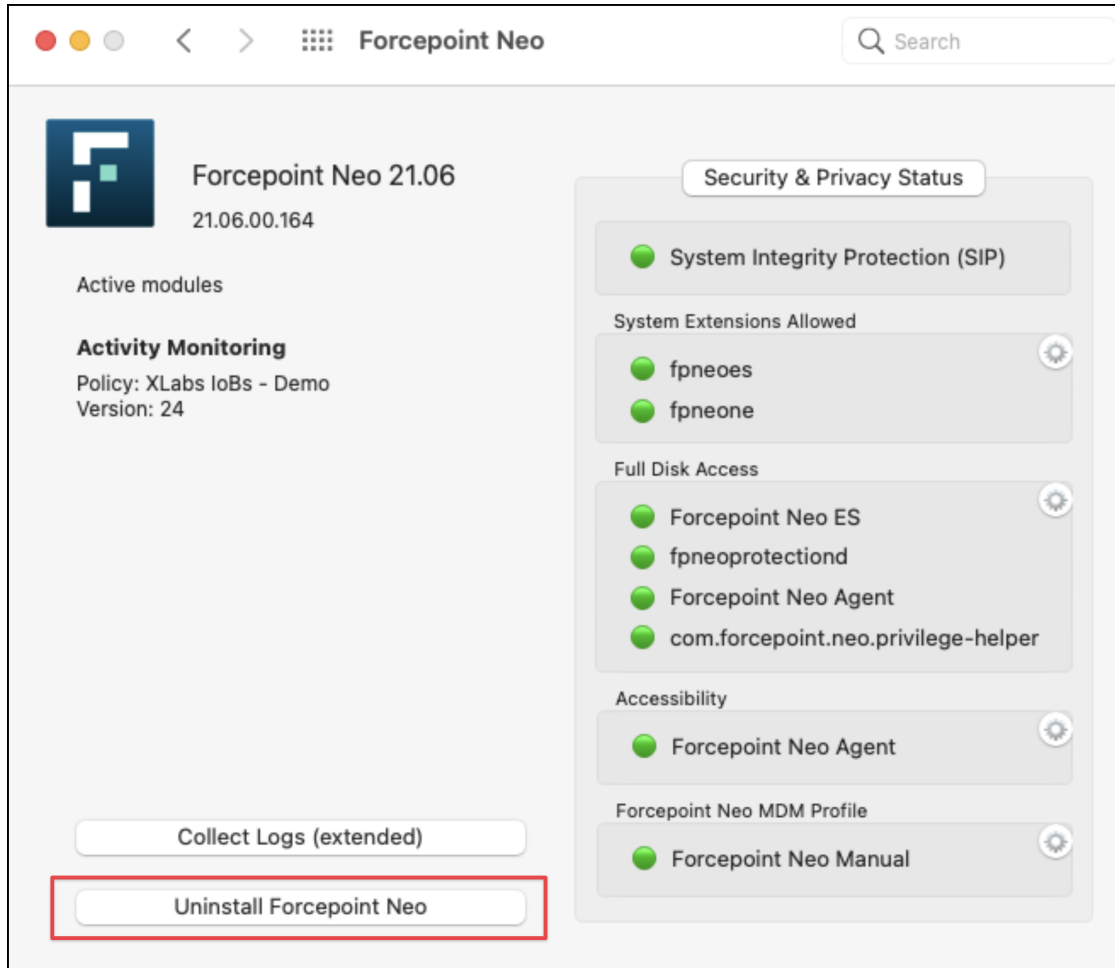 Forcepoint Neo
Search
Forcepoint Neo 21.06
21.06.00.164
Active modules
Activity Monitoring
Policy: XLabs IoBs - Demo
Version: 24
Collect Logs (extended)
Uninstall Forcepoint Neo
Security & Privacy Status
System Integrity Protection (SIP)
System Extensions Allowed
fpneoes
fpneone
Full Disk Access
Forcepoint Neo ES
fpneoprotectiond
Forcepoint Neo Agent
com.forcepoint.neo.privilege-helper
Accessibility
Forcepoint Neo Agent
Forcepoint Neo MDM Profile
Forcepoint Neo Manual